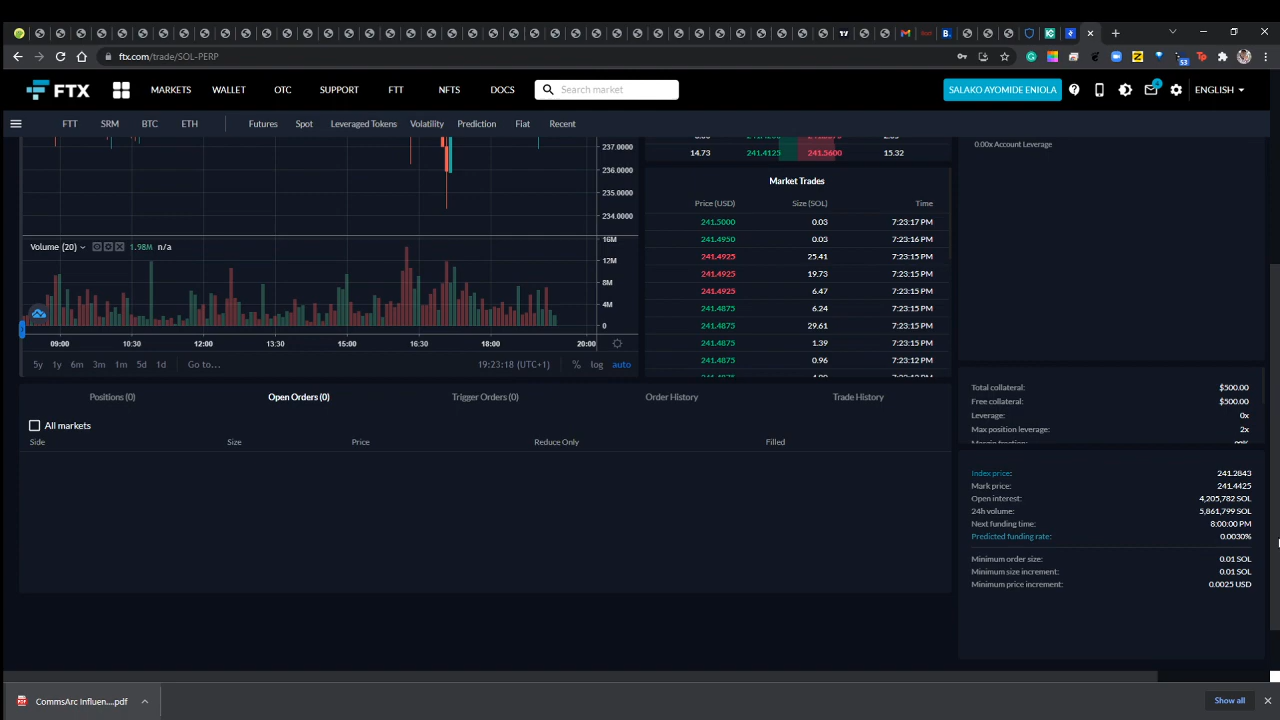 ftx.com/trade/SOL-PERP
53
FTX
MARKETS WALLET OTC SUPPORT FTT NFTS DOCS
Search market
SALAKO AYOMIDE ENIOLA
ENGLISH
FTT SRM BTC ETH Futures Spot Leveraged Tokens Volatility Prediction Fiat Recent
237.0000
236.0000
235.0000
234.0000
Volume (20) 1.98M n/a
16M
12M
8M
4M
0
09:00 10:30 12:00 13:30 15:00 16:30 18:00 20:00
5y 1y 6m 3m 1m 5d 1d Go to... 19:23:18 (UTC+1) % log auto
14.73 241.4125 241.5600 15.32
Market Trades
Price (USD) Size (SOL) Time
241.5000 0.03 7:23:17 PM
241.4950 0.03 7:23:16 PM
241.4925 25.41 7:23:15 PM
241.4925 19.73 7:23:15 PM
241.4925 6.47 7:23:15 PM
241.4875 6.24 7:23:15 PM
241.4875 29.61 7:23:15 PM
241.4875 1.39 7:23:15 PM
241.4875 0.96 7:23:12 PM
0.00x Account Leverage
Positions (0) Open Orders (0) Trigger Orders (0) Order History Trade History
All markets
Side Size Price Reduce Only Filled
Total collateral: $500.00
Free collateral: $500.00
Leverage: 0x
Max position leverage: 2x
Margin fraction:
Index price: 241.2843
Mark price: 241.4425
Open interest: 4,205,782 SOL
24h volume: 5,861,799 SOL
Next funding time: 8:00:00 PM
Predicted funding rate: 0.0030%
Minimum order size: 0.01 SOL
Minimum size increment: 0.01 SOL
Minimum price increment: 0.0025 USD
CommsArc Influen....pdf
Show all